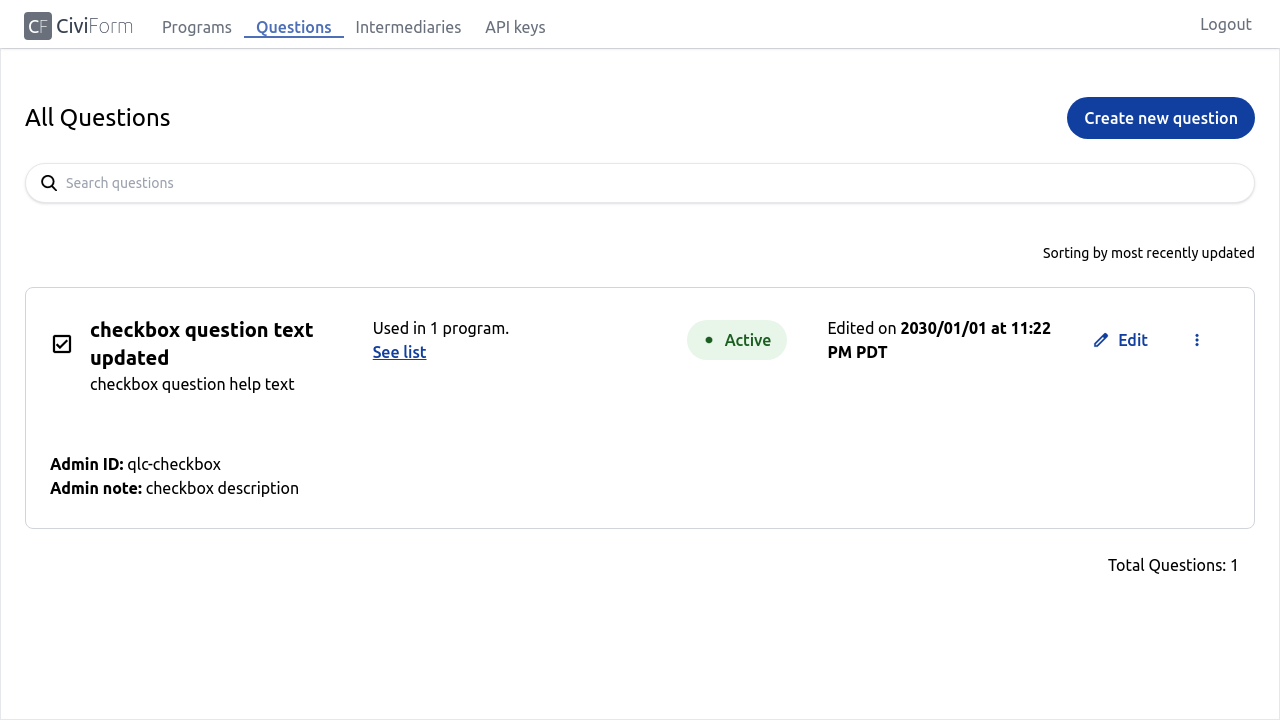 CF CiviForm Programs Questions Intermediaries API keys Logout
All Questions
Create new question
Search questions
Sorting by most recently updated
checkbox question text
updated
checkbox question help text
Used in 1 program.
See list
Active
Edited on 2030/01/01 at 11:22
PM PDT
Edit
Admin ID: qlc-checkbox
Admin note: checkbox description
Total Questions: 1